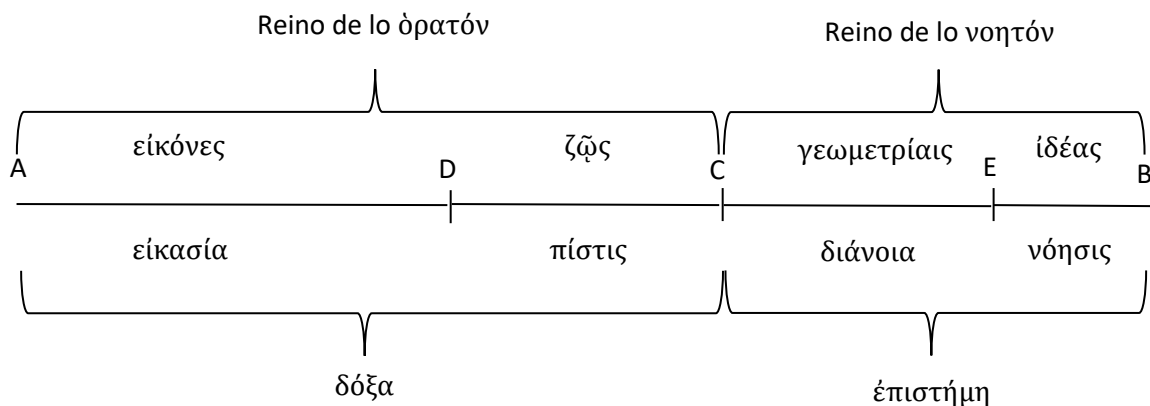 Reino de lo ὁρατόν
Reino de lo νοητόν
εἰκόνες
ζῷς
γεωμετρίαις
ἰδέας
A
D
C
E
B
εἰκασία
πίστις
διάνοια
νόησις
δόξα
ἐπιστήμη